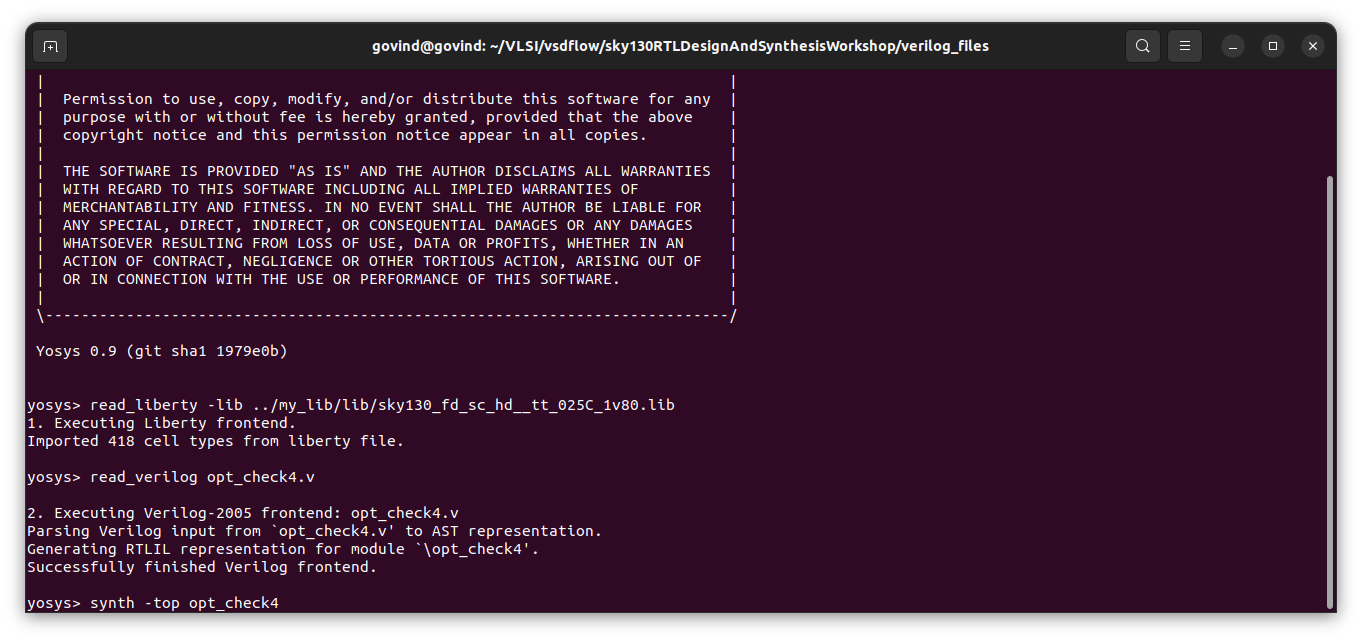 govind@govind: ~/VLSI/vsdflow/sky130RTLDesignAndSynthesisWorkshop/verilog_files
|                                                                            |
|  Permission to use, copy, modify, and/or distribute this software for any  |
|  purpose with or without fee is hereby granted, provided that the above    |
|  copyright notice and this permission notice appear in all copies.         |
|                                                                            |
|  THE SOFTWARE IS PROVIDED "AS IS" AND THE AUTHOR DISCLAIMS ALL WARRANTIES  |
|  WITH REGARD TO THIS SOFTWARE INCLUDING ALL IMPLIED WARRANTIES OF          |
|  MERCHANTABILITY AND FITNESS. IN NO EVENT SHALL THE AUTHOR BE LIABLE FOR   |
|  ANY SPECIAL, DIRECT, INDIRECT, OR CONSEQUENTIAL DAMAGES OR ANY DAMAGES    |
|  WHATSOEVER RESULTING FROM LOSS OF USE, DATA OR PROFITS, WHETHER IN AN     |
|  ACTION OF CONTRACT, NEGLIGENCE OR OTHER TORTIOUS ACTION, ARISING OUT OF   |
|  OR IN CONNECTION WITH THE USE OR PERFORMANCE OF THIS SOFTWARE.            |
|                                                                            |
\----------------------------------------------------------------------------/
Yosys 0.9 (git sha1 1979e0b)
yosys> read_liberty -lib ../my_lib/lib/sky130_fd_sc_hd__tt_025C_1v80.lib
1. Executing Liberty frontend.
Imported 418 cell types from liberty file.
yosys> read_verilog opt_check4.v
2. Executing Verilog-2005 frontend: opt_check4.v
Parsing Verilog input from `opt_check4.v' to AST representation.
Generating RTLIL representation for module `\opt_check4'.
Successfully finished Verilog frontend.
yosys> synth -top opt_check4